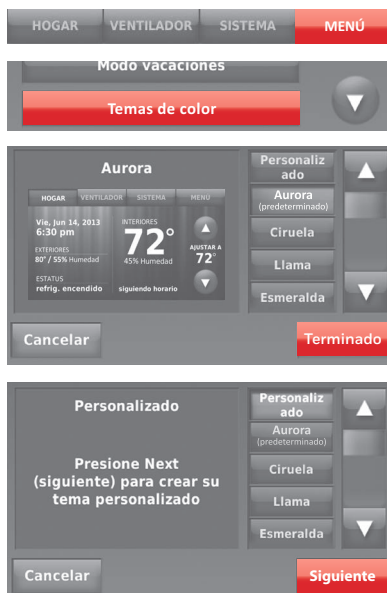 HOGAR VENTILADOR SISTEMA MENÚ
Modo vacaciones
Temas de color
Aurora
HOGAR VENTILADOR SISTEMA MENÚ
Vie, Jun 14, 2013
6:30 pm
EXTERIORES
80° / 55% Humedad
ESTATUS
refrig. encendido
INTERIORES
72°
45% Humedad
siguiendo horario
AJUSTAR A
72°
Personaliz
ado
Aurora
(predeterminado)
Ciruela
Llama
Esmeralda
Cancelar
Terminado
Personalizado
Presione Next
(siguiente) para crear su
tema personalizado
Personaliz
ado
Aurora
(predeterminado)
Ciruela
Llama
Esmeralda
Cancelar
Siguiente